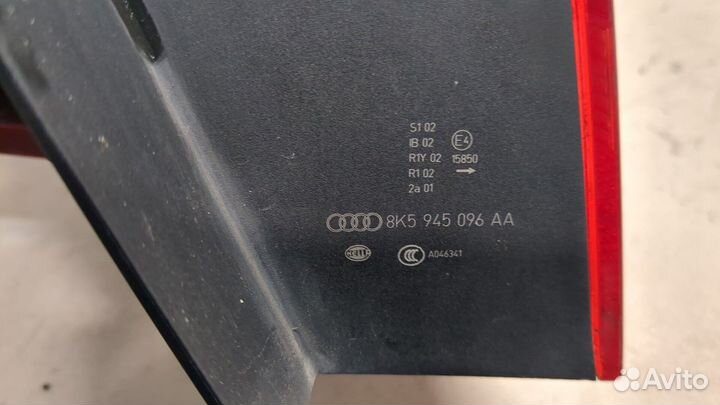 S1 02
IB 02
R1Y 02 15850
R1 02
2a 01
E4
8K5 945 096 AA
HELLA
CCC A046341
Avito